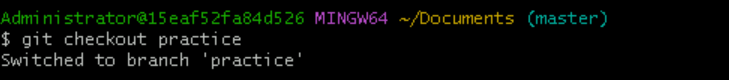 Administrator@15eaf52fa84d526 MINGW64 ~/Documents (master)
$ git checkout practice
Switched to branch 'practice'